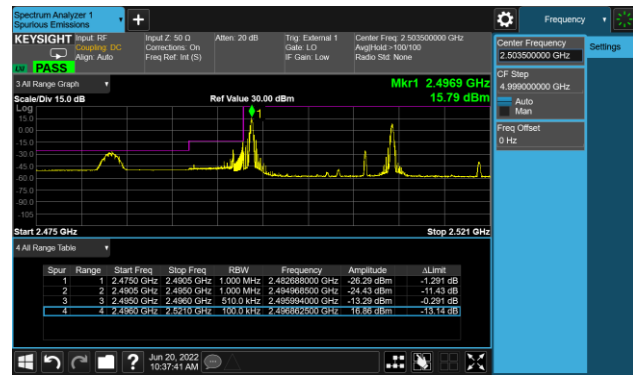 Spectrum Analyzer 1
Spurious Emissions
Frequency
KEYSIGHT
Input: RF
Coupling: DC
Align: Auto
Input Z: 50 Ω
Corrections: On
Freq Ref: Int (S)
Atten: 20 dB
Trig: External 1
Gate: LO
IF Gain: Low
Center Freq: 2.503500000 GHz
Avg|Hold:>100/100
Radio Std: None
PASS
Center Frequency
2.503500000 GHz
Settings
CF Step
4.999000000 GHz
Auto
Man
Freq Offset
0 Hz
3 All Range Graph
Mkr1 2.4969 GHz
15.79 dBm
Scale/Div 15.0 dB
Ref Value 30.00 dBm
Log
15.0
0.00
-15.0
-30.0
-45.0
-60.0
-75.0
-90.0
-105
1
Start 2.475 GHz
Stop 2.521 GHz
4 All Range Table
Spur Range Start Freq Stop Freq RBW Frequency Amplitude ΔLimit
1 1 2.4750 GHz 2.4905 GHz 1.000 MHz 2.482688000 GHz -26.29 dBm -1.291 dB
2 2 2.4905 GHz 2.4950 GHz 1.000 MHz 2.494968500 GHz -24.43 dBm -11.43 dB
3 3 2.4950 GHz 2.4960 GHz 510.0 kHz 2.495994000 GHz -13.29 dBm -0.291 dB
4 4 2.4960 GHz 2.5210 GHz 100.0 kHz 2.496862500 GHz 16.86 dBm -13.14 dB
Jun 20, 2022
10:37:41 AM